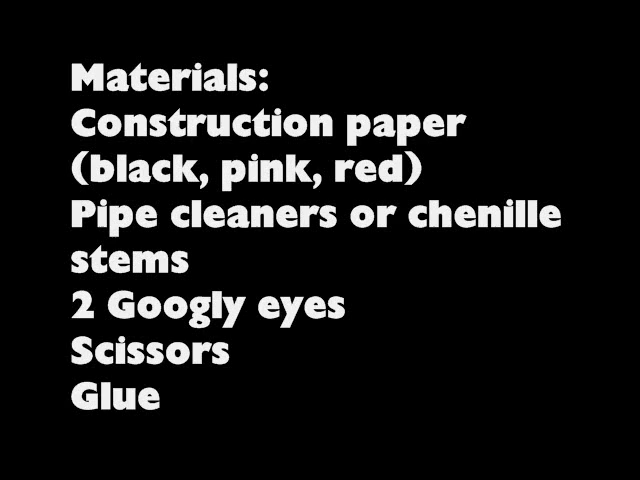 Materials:
Construction paper
(black, pink, red)
Pipe cleaners or chenille
stems
2 Googly eyes
Scissors
Glue